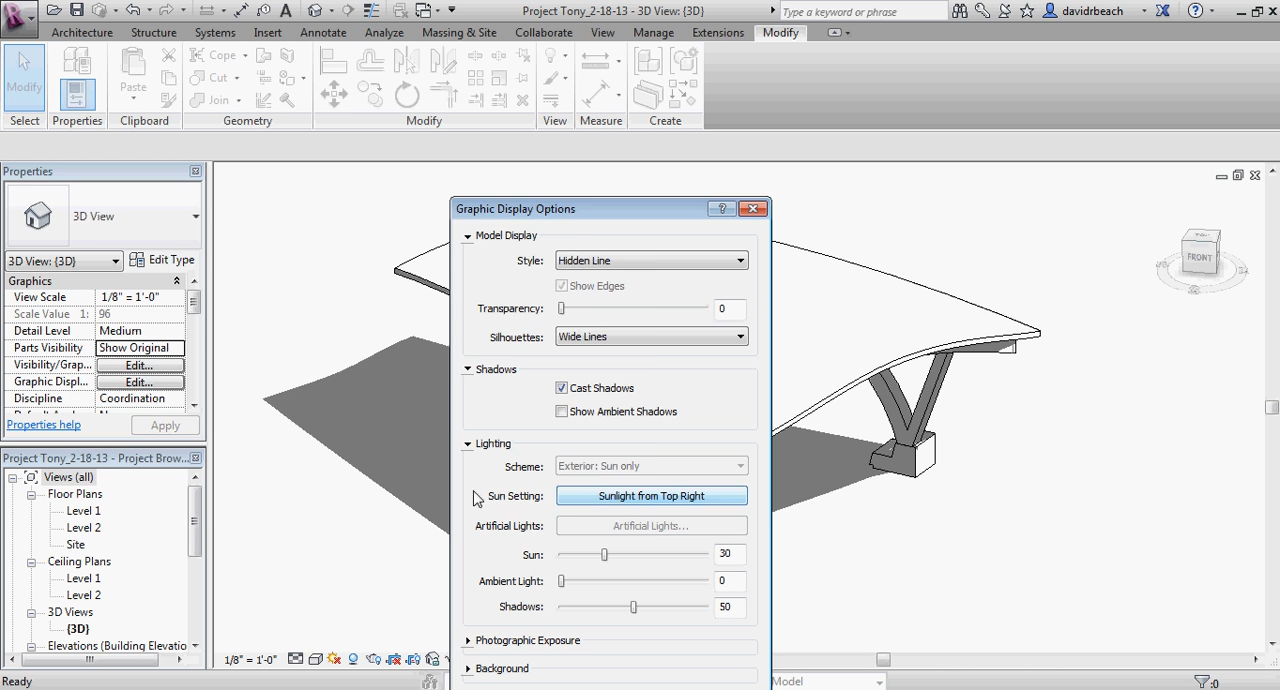 Project Tony_2-18-13 - 3D View: {3D}
Type a keyword or phrase
davidrbeach
Architecture Structure Systems Insert Annotate Analyze Massing & Site Collaborate View Manage Extensions Modify
Modify
Paste
Cope
Cut
Join
Select Properties Clipboard Geometry Modify View Measure Create
Properties
3D View
3D View: {3D} Edit Type
Graphics
View Scale 1/8" = 1'-0"
Scale Value 1: 96
Detail Level Medium
Parts Visibility Show Original
Visibility/Grap... Edit...
Graphic Displ... Edit...
Discipline Coordination
Properties help Apply
Project Tony_2-18-13 - Project Brow...
Views (all)
Floor Plans
Level 1
Level 2
Site
Ceiling Plans
Level 1
Level 2
3D Views
{3D}
Elevations (Building Elevatio
Ready
Graphic Display Options
Model Display
Style: Hidden Line
Show Edges
Transparency: 0
Silhouettes: Wide Lines
Shadows
Cast Shadows
Show Ambient Shadows
Lighting
Scheme: Exterior: Sun only
Sun Setting: Sunlight from Top Right
Artificial Lights: Artificial Lights...
Sun: 30
Ambient Light: 0
Shadows: 50
Photographic Exposure
Background
FRONT
1/8" = 1'-0"
Model
:0